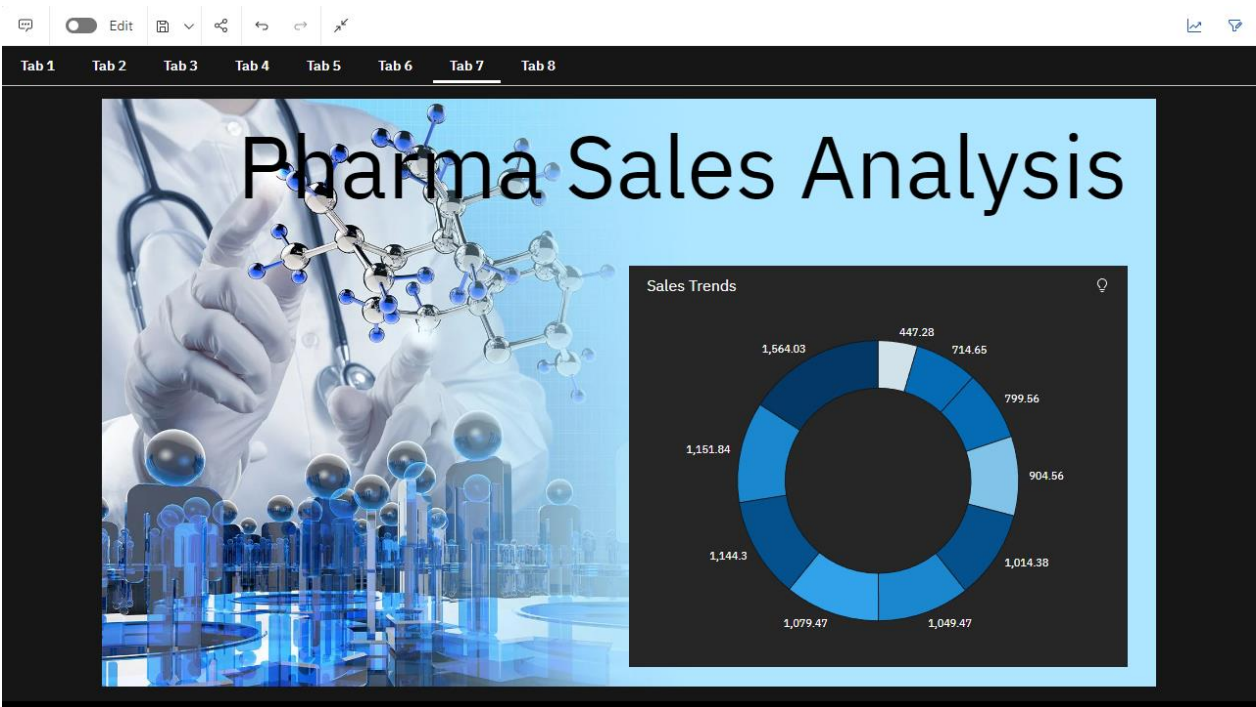 Edit
Tab 1 Tab 2 Tab 3 Tab 4 Tab 5 Tab 6 Tab 7 Tab 8
Pharma Sales Analysis
Sales Trends
447.28
714.65
799.56
904.56
1,014.38
1,049.47
1,079.47
1,144.3
1,151.84
1,564.03